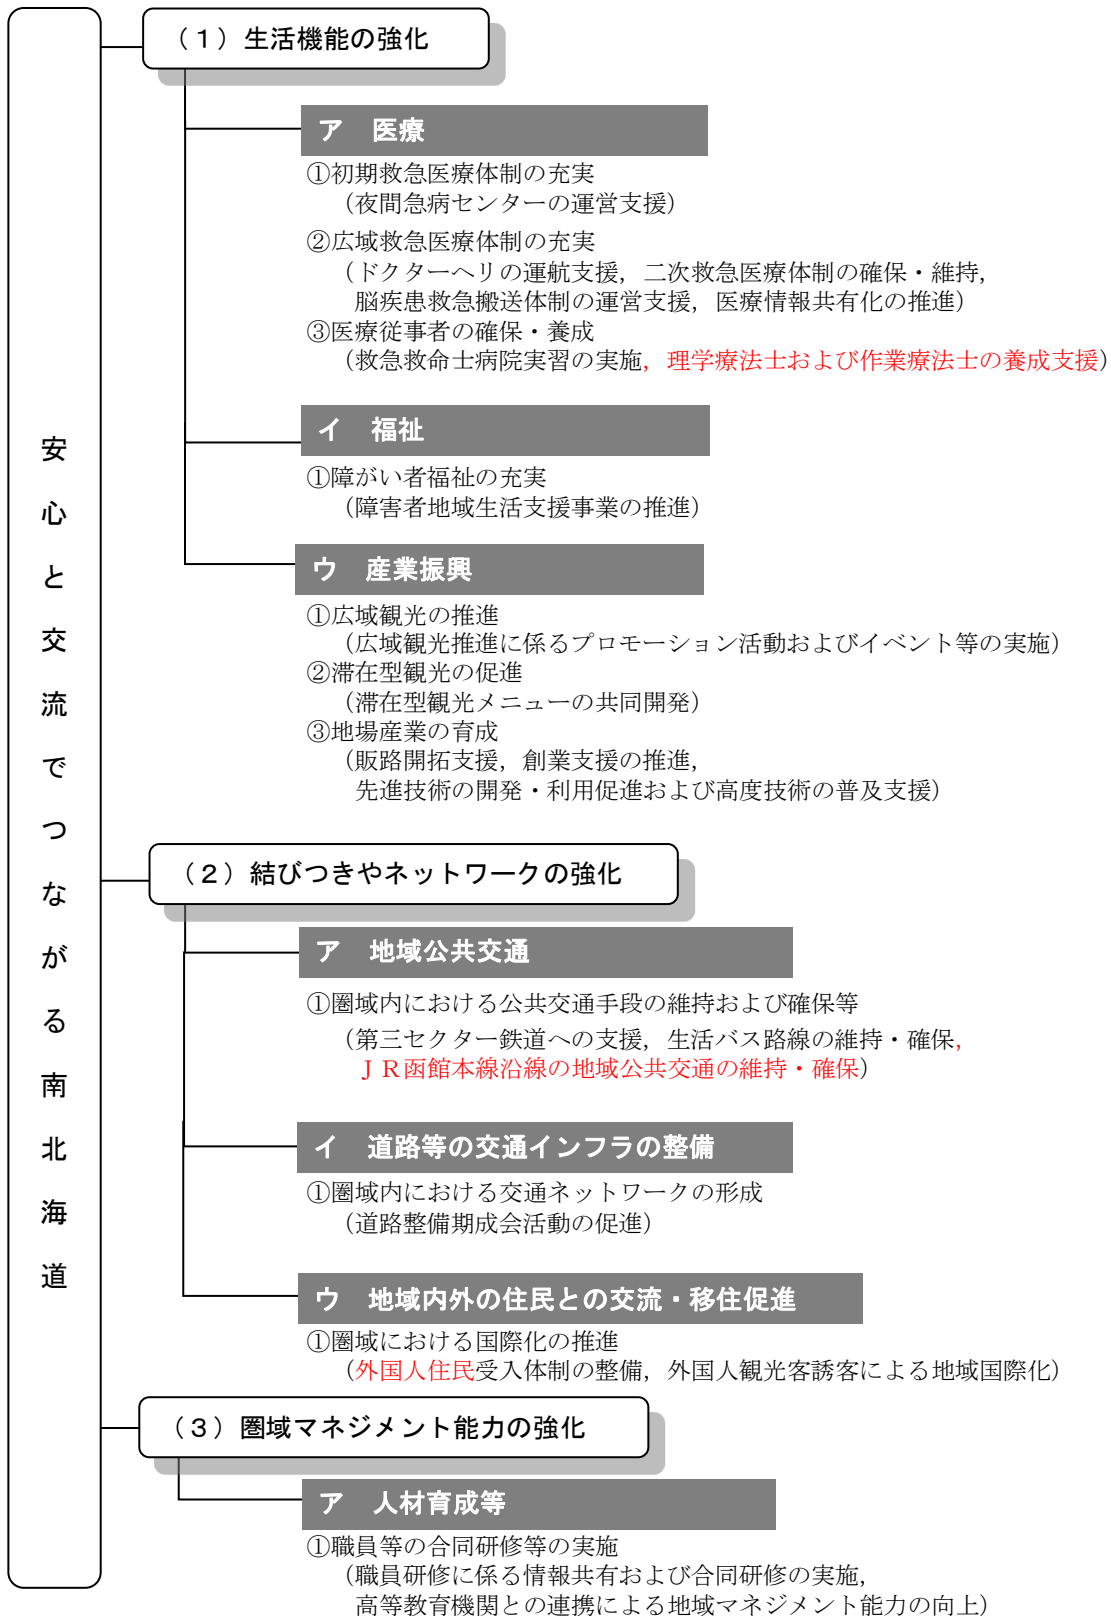 安心と交流でつながる南北海道
（１）生活機能の強化
ア　医療
①初期救急医療体制の充実
（夜間急病センターの運営支援）
②広域救急医療体制の充実
（ドクターヘリの運航支援，二次救急医療体制の確保・維持，
脳疾患救急搬送体制の運営支援，医療情報共有化の推進）
③医療従事者の確保・養成
（救急救命士病院実習の実施，理学療法士および作業療法士の養成支援）
イ　福祉
①障がい者福祉の充実
（障害者地域生活支援事業の推進）
ウ　産業振興
①広域観光の推進
（広域観光推進に係るプロモーション活動およびイベント等の実施）
②滞在型観光の促進
（滞在型観光メニューの共同開発）
③地場産業の育成
（販路開拓支援，創業支援の推進，
先進技術の開発・利用促進および高度技術の普及支援）
（２）結びつきやネットワークの強化
ア　地域公共交通
①圏域内における公共交通手段の維持および確保等
（第三セクター鉄道への支援，生活バス路線の維持・確保，
ＪＲ函館本線沿線の地域公共交通の維持・確保）
イ　道路等の交通インフラの整備
①圏域内における交通ネットワークの形成
（道路整備期成会活動の促進）
ウ　地域内外の住民との交流・移住促進
①圏域における国際化の推進
（外国人住民受入体制の整備，外国人観光客誘客による地域国際化）
（３）圏域マネジメント能力の強化
ア　人材育成等
①職員等の合同研修等の実施
（職員研修に係る情報共有および合同研修の実施，
高等教育機関との連携による地域マネジメント能力の向上）